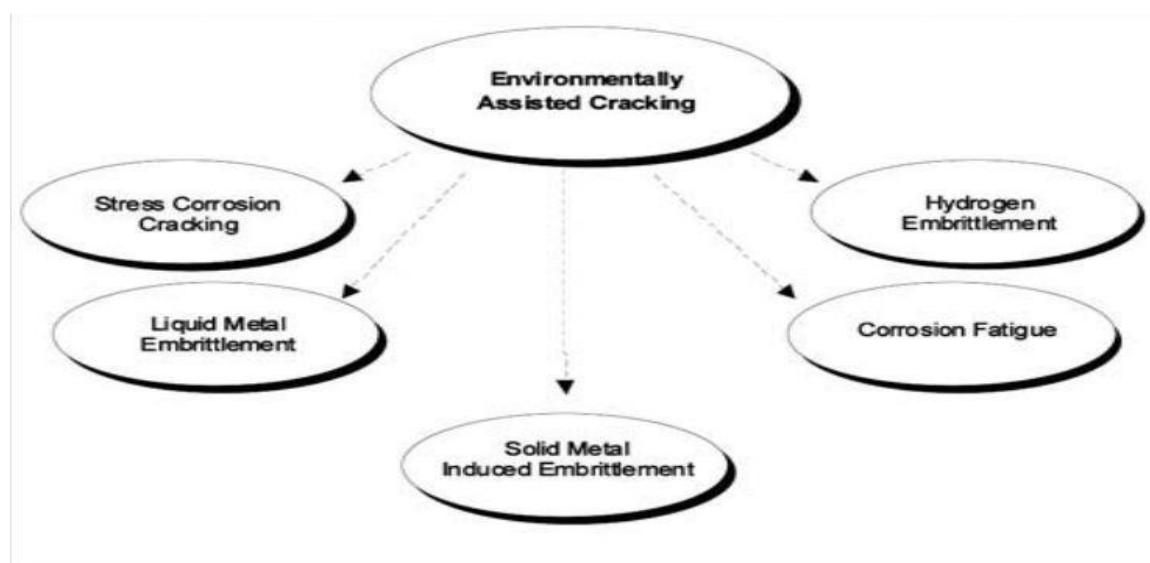 Environmentally
Assisted Cracking
Stress Corrosion
Cracking
Hydrogen
Embrittlement
Liquid Metal
Embrittlement
Corrosion Fatigue
Solid Metal
Induced Embrittlement